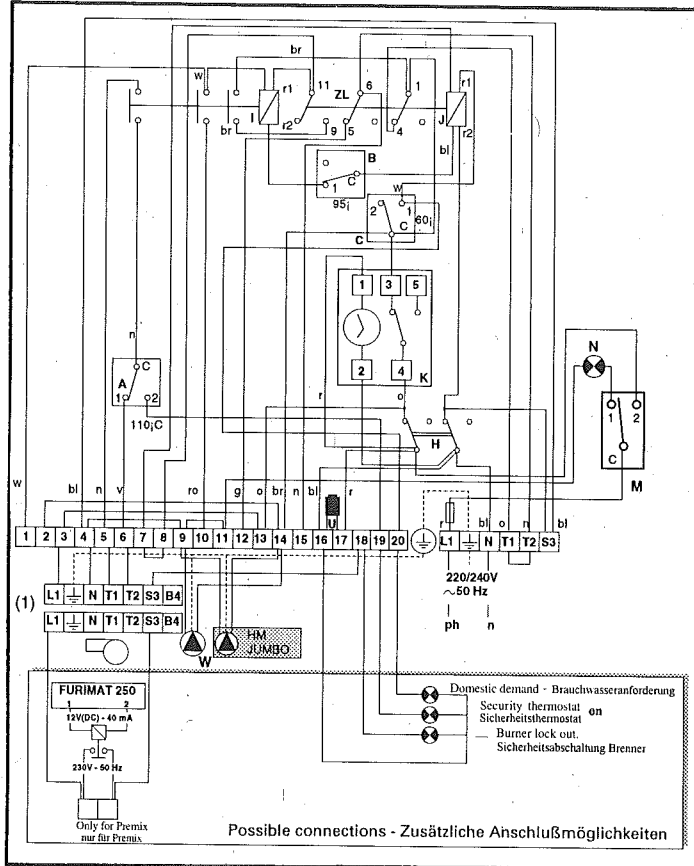 br
w
r1
11
6
1
r1
ZL
I
J
r2
r2
br
9
5
4
bl
B
C
1
95¡
w
2
1
60¡
C
C
1
3
5
n
C
A
1
2
110¡C
2
4
K
r
o
N
1
2
C
M
H
w
bl
n
v
ro
g
o
br
n
bl
r
U
r
bl
o
n
bl
1 2 3 4 5 6 7 8 9 10 11 12 13 14 15 16 17 18 19 20
L1 N T1 T2 S3
220/240V
~50 Hz
ph
n
(1)
L1 N T1 T2 S3 B4
L1 N T1 T2 S3 B4
W
HM
JUMBO
FURIMAT 250
1 2
12V(DC) - 40 mA
230V - 50 Hz
Only for Premix
nur für Premix
Domestic demand - Brauchwasseranforderung
Security thermostat on
Sicherheitsthermostat
Burner lock out.
Sicherheitsabschaltung Brenner
Possible connections - Zusätzliche Anschlußmöglichkeiten